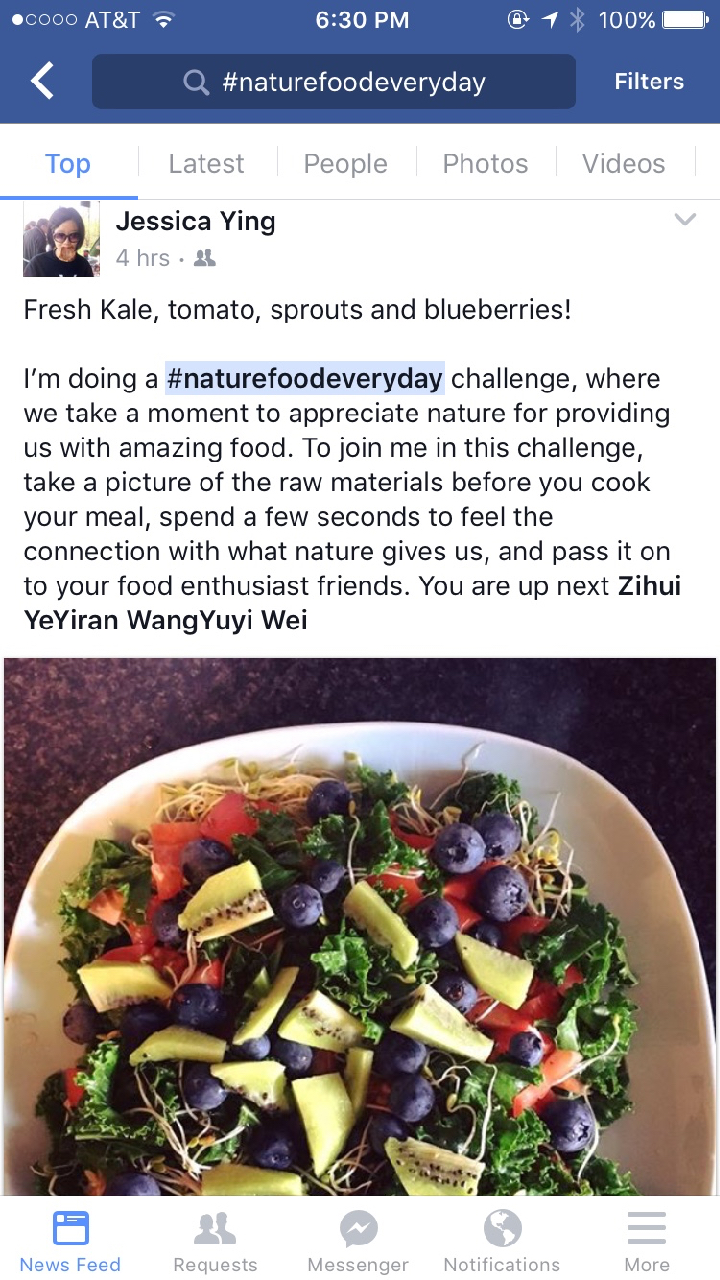 AT&T 6:30 PM 100%
#naturefoodeveryday Filters
Top Latest People Photos Videos
Jessica Ying
4 hrs ·
Fresh Kale, tomato, sprouts and blueberries!
I’m doing a #naturefoodeveryday challenge, where
we take a moment to appreciate nature for providing
us with amazing food. To join me in this challenge,
take a picture of the raw materials before you cook
your meal, spend a few seconds to feel the
connection with what nature gives us, and pass it on
to your food enthusiast friends. You are up next Zihui
YeYiran WangYuyi Wei
News Feed Requests Messenger Notifications More